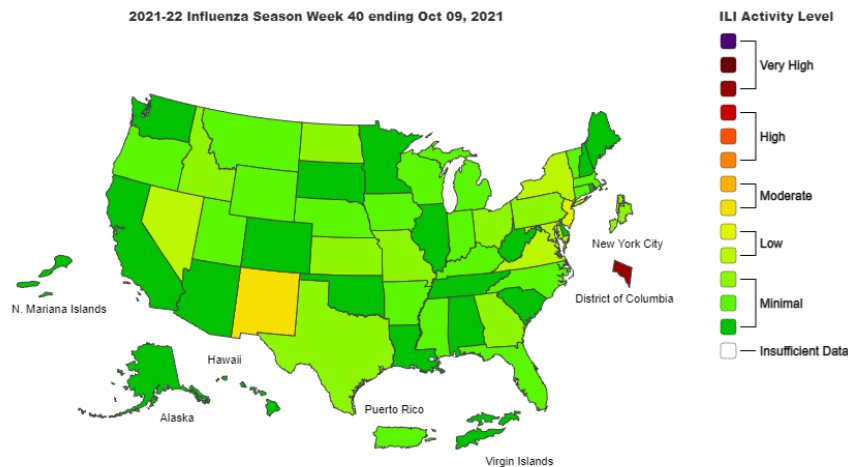 2021-22 Influenza Season Week 40 ending Oct 09, 2021
ILI Activity Level
Very High
High
Moderate
Low
Minimal
Insufficient Data
New York City
District of Columbia
N. Mariana Islands
Hawaii
Alaska
Puerto Rico
Virgin Islands